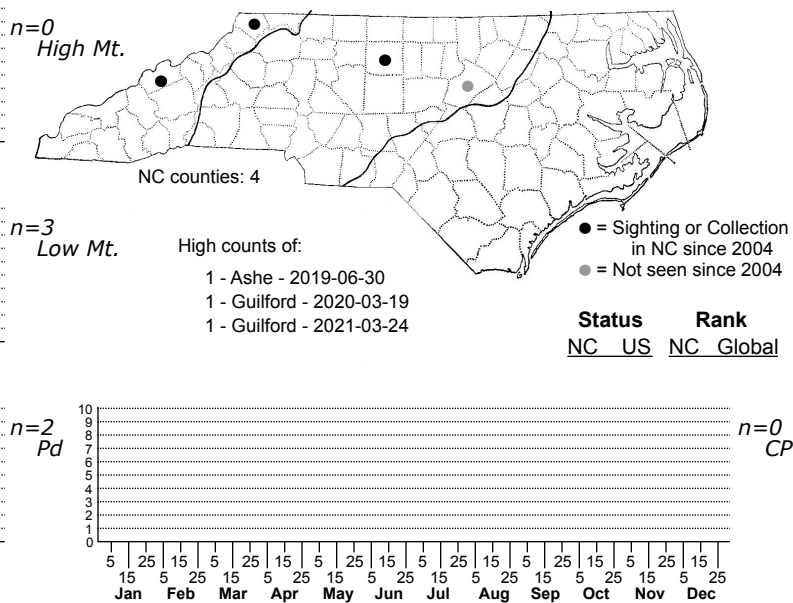 n=0
High Mt.
NC counties: 4
n=3
Low Mt.
High counts of:
1 - Ashe - 2019-06-30
1 - Guilford - 2020-03-19
1 - Guilford - 2021-03-24
● = Sighting or Collection
in NC since 2004
● = Not seen since 2004
Status Rank
NC US NC Global
n=2
Pd
n=0
CP
10
9
8
7
6
5
4
3
2
1
0
5 15 25 5 15 25 5 15 25 5 15 25 5 15 25 5 15 25 5 15 25 5 15 25 5 15 25 5 15 25 5 15 25 5 15 25
Jan Feb Mar Apr May Jun Jul Aug Sep Oct Nov Dec